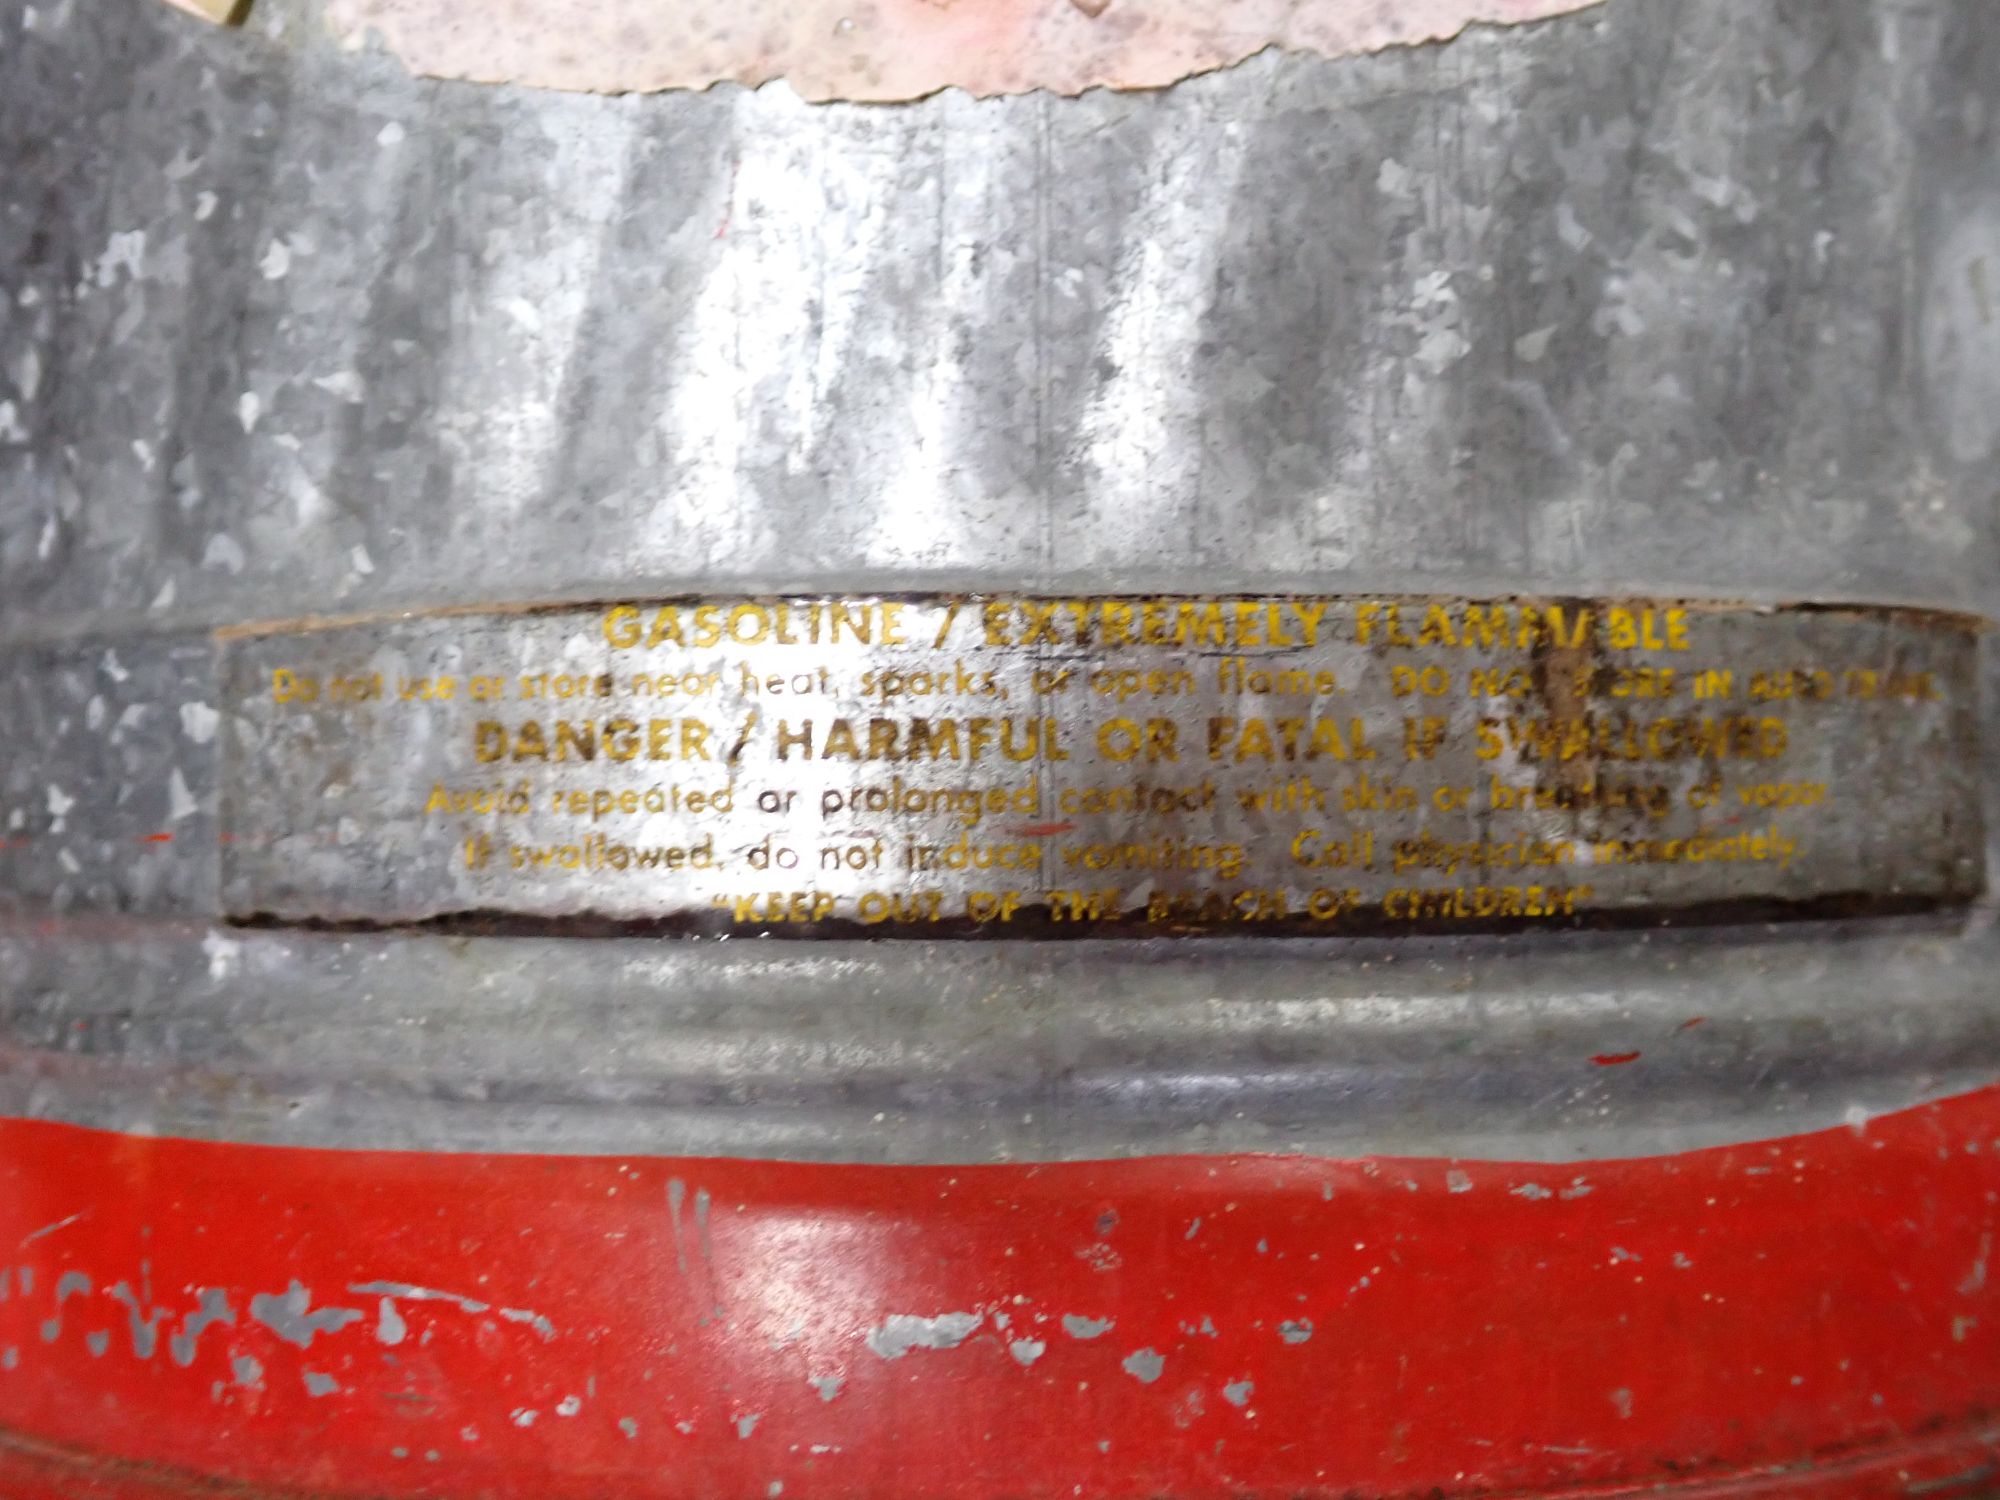 GASOLINE / EXTREMELY FLAMMABLE
Do not use or store near heat, sparks, or open flame. DO NOT STORE IN AUTO TRUNK.
DANGER / HARMFUL OR FATAL IF SWALLOWED
Avoid repeated or prolonged contact with skin or breathing of vapor.
If swallowed, do not induce vomiting. Call physician immediately.
"KEEP OUT OF THE REACH OF CHILDREN"